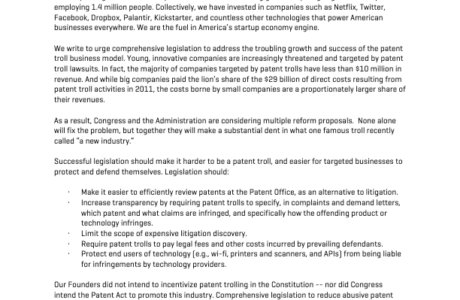 employing 1.4 million people. Collectively, we have invested in companies such as Netflix, Twitter,
Facebook, Dropbox, Palantir, Kickstarter, and countless other technologies that power American
businesses everywhere. We are the fuel in America's startup economy engine.
We write to urge comprehensive legislation to address the troubling growth and success of the patent
troll business model. Young, innovative companies are increasingly threatened and targeted by patent
troll lawsuits. In fact, the majority of companies targeted by patent trolls have less than $10 million in
revenue. And while big companies paid the lion's share of the $29 billion of direct costs resulting from
patent troll activities in 2011, the costs borne by small companies are a proportionately larger share of
their revenues.
As a result, Congress and the Administration are considering multiple reform proposals. None alone
will fix the problem, but together they will make a substantial dent in what one famous troll recently
called "a new industry."
Successful legislation should make it harder to be a patent troll, and easier for targeted businesses to
protect and defend themselves. Legislation should:
· Make it easier to efficiently review patents at the Patent Office, as an alternative to litigation.
· Increase transparency by requiring patent trolls to specify, in complaints and demand letters,
which patent and what claims are infringed, and specifically how the offending product or
technology infringes.
· Limit the scope of expensive litigation discovery.
· Require patent trolls to pay legal fees and other costs incurred by prevailing defendants.
· Protect end users of technology (e.g., wi-fi, printers and scanners, and APIs) from being liable
for infringements by technology providers.
Our Founders did not intend to incentivize patent trolling in the Constitution -- nor did Congress
intend the Patent Act to promote this industry. Comprehensive legislation to reduce abusive patent